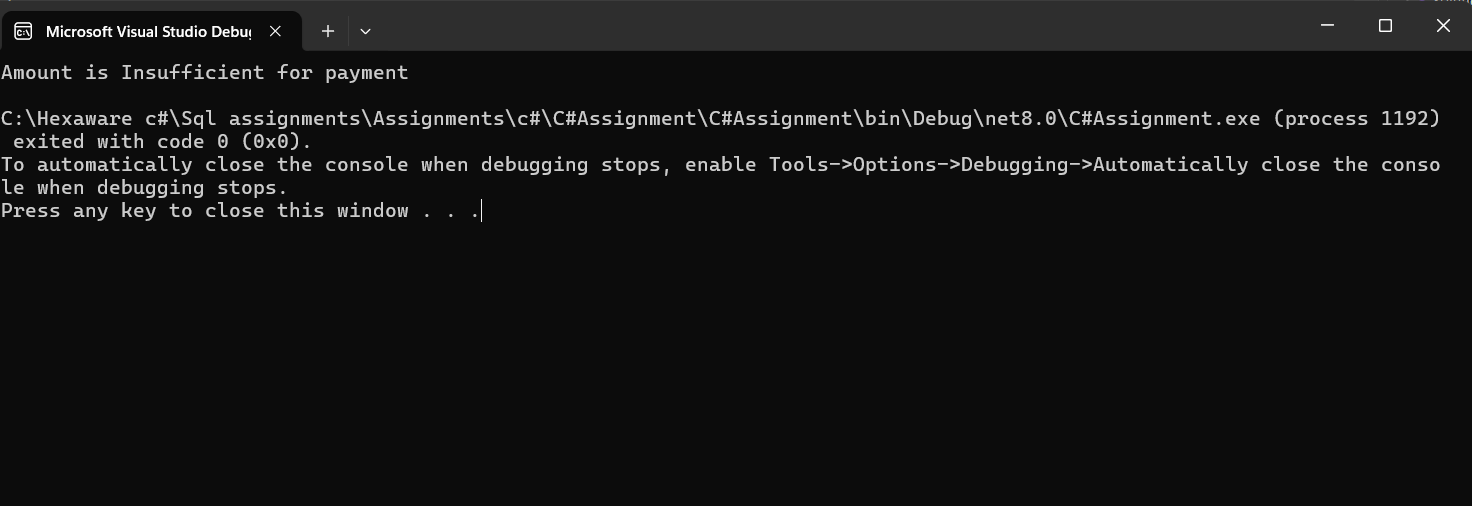 Microsoft Visual Studio Debu
Amount is Insufficient for payment
C:\Hexaware c#\Sql assignments\Assignments\c#\C#Assignment\C#Assignment\bin\Debug\net8.0\C#Assignment.exe (process 1192)
exited with code 0 (0x0).
To automatically close the console when debugging stops, enable Tools->Options->Debugging->Automatically close the conso
le when debugging stops.
Press any key to close this window . . .